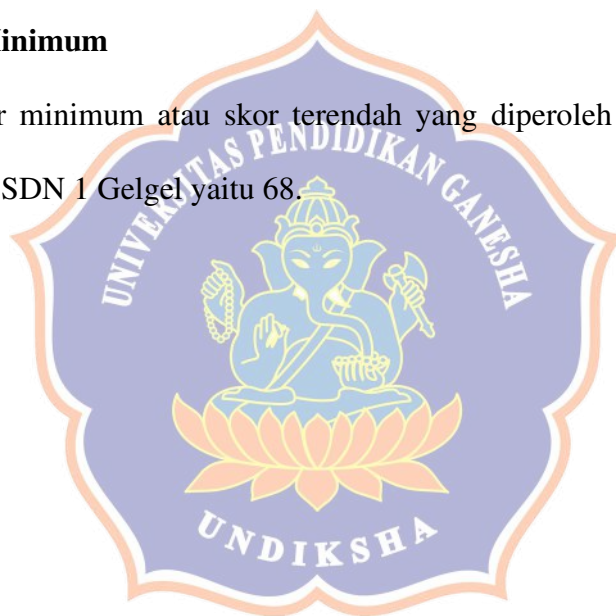 inimum
r minimum atau skor terendah yang diperoleh
SDN 1 Gelgel yaitu 68.
UNIVERSITAS PENDIDIKAN GANESHA
UNDIKSHA